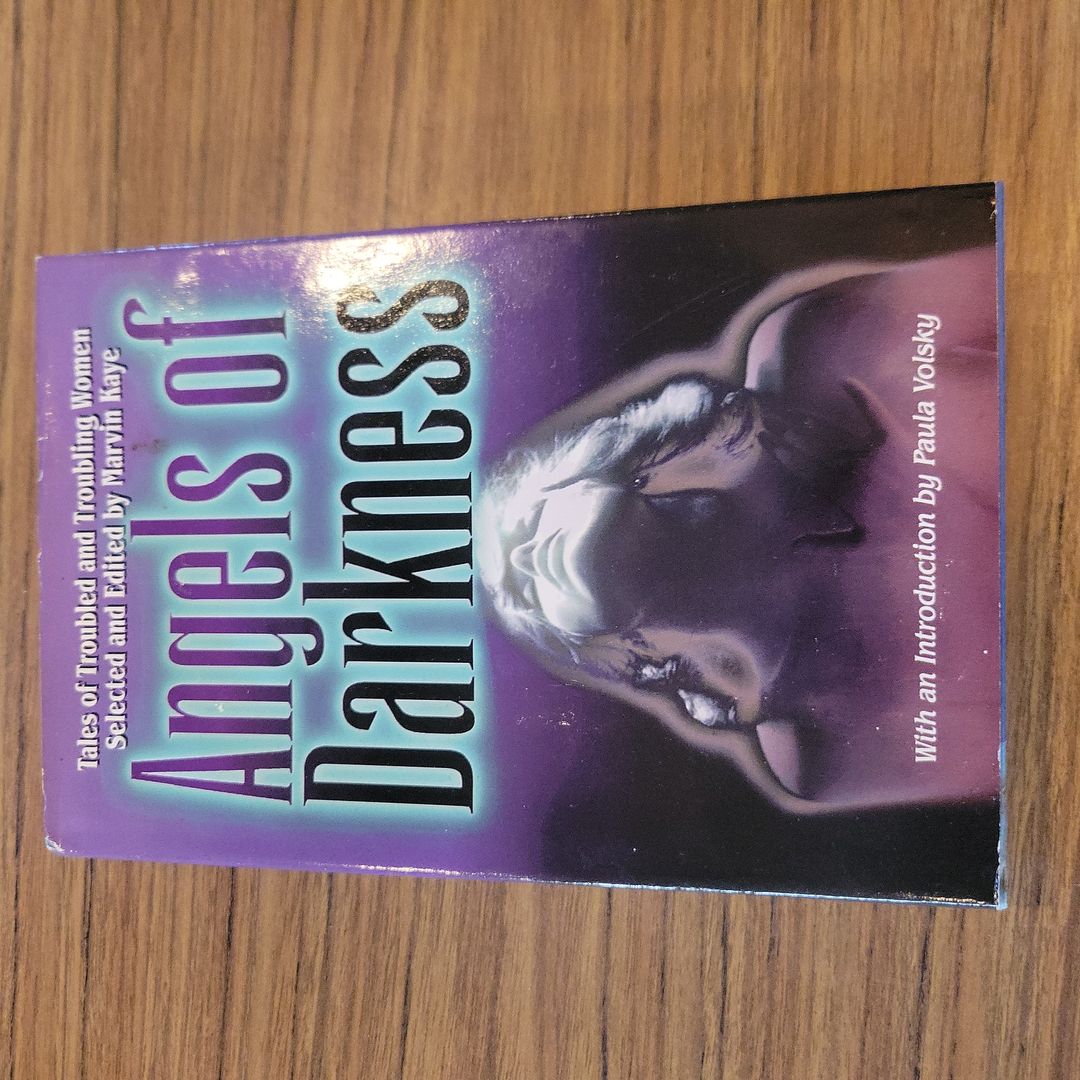 Tales of Troubled and Troubling Women
Selected and Edited by Marvin Kaye
Angels of
Darkness
With an Introduction by Paula Volsky